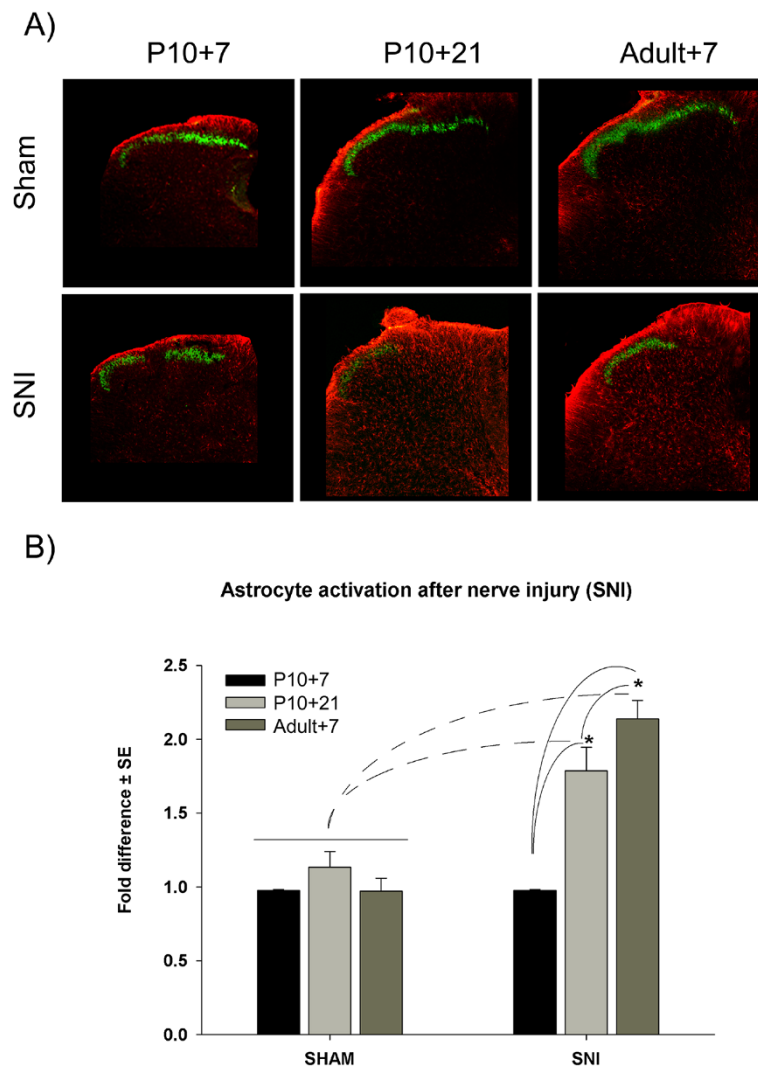 A)
P10+7 P10+21 Adult+7
Sham
SNI
B)
Astrocyte activation after nerve injury (SNI)
2.5
P10+7
P10+21
Adult+7
*
2.0
*
1.5
1.0
0.5
0.0
Fold difference ± SE
SHAM SNI